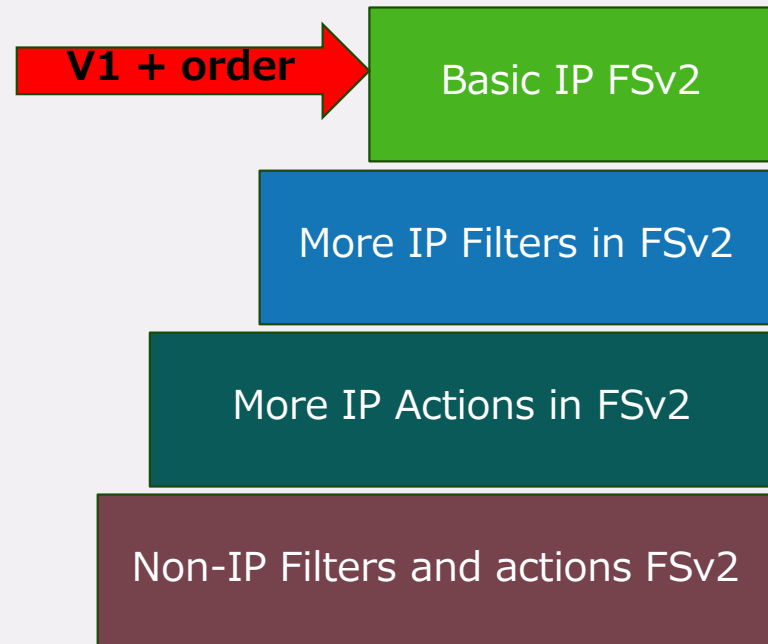 V1 + order
Basic IP FSv2
More IP Filters in FSv2
More IP Actions in FSv2
Non-IP Filters and actions FSv2